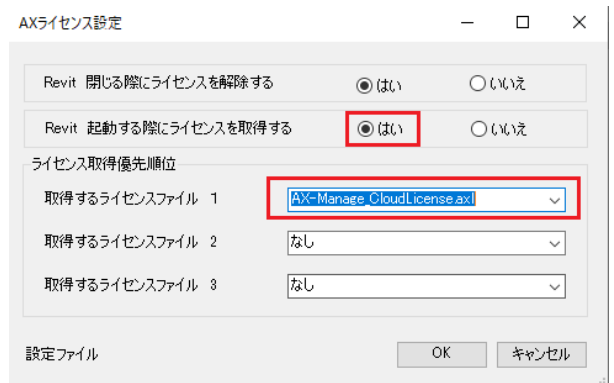 AXライセンス設定
Revit 閉じる際にライセンスを解除する はい いいえ
Revit 起動する際にライセンスを取得する はい いいえ
ライセンス取得優先順位
取得するライセンスファイル 1 AX-Manage_CloudLicense.axl
取得するライセンスファイル 2 なし
取得するライセンスファイル 3 なし
設定ファイル OK キャンセル